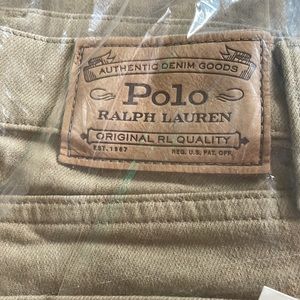 AUTHENTIC DENIM GOODS
Polo
RALPH LAUREN
ORIGINAL RL QUALITY
EST. 1967
REG. U.S. PAT. OFF.